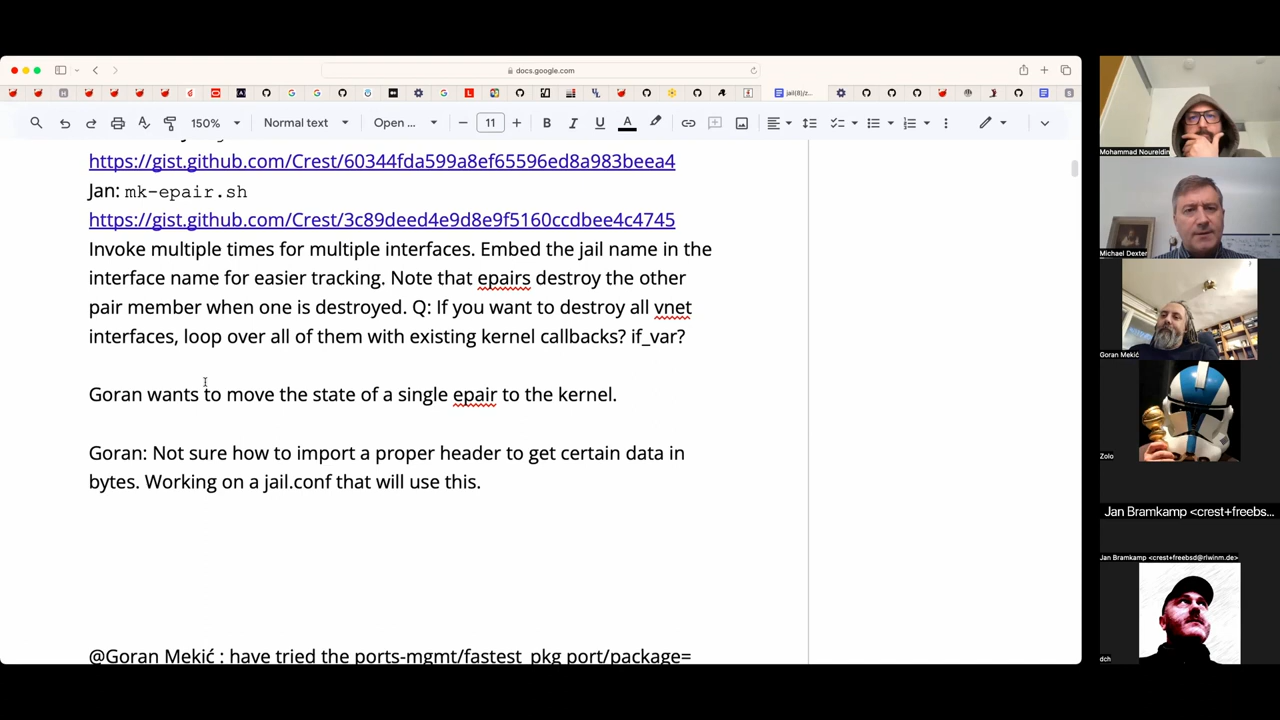 docs.google.com
jail(8)/z...
150%
Normal text
Open ...
11
https://gist.github.com/Crest/60344fda599a8ef65596ed8a983beea4
Jan: mk-epair.sh
https://gist.github.com/Crest/3c89deed4e9d8e9f5160ccdbee4c4745
Invoke multiple times for multiple interfaces. Embed the jail name in the
interface name for easier tracking. Note that epairs destroy the other
pair member when one is destroyed. Q: If you want to destroy all vnet
interfaces, loop over all of them with existing kernel callbacks? if_var?
Goran wants to move the state of a single epair to the kernel.
Goran: Not sure how to import a proper header to get certain data in
bytes. Working on a jail.conf that will use this.
@Goran Mekić : have tried the ports-mgmt/fastest_pkg port/package=
Mohammad Noureldin
Michael Dexter
Goran Mekić
Zolo
Jan Bramkamp <crest+freebs...
Jan Bramkamp <crest+freebsd@rlwinm.de>
dch